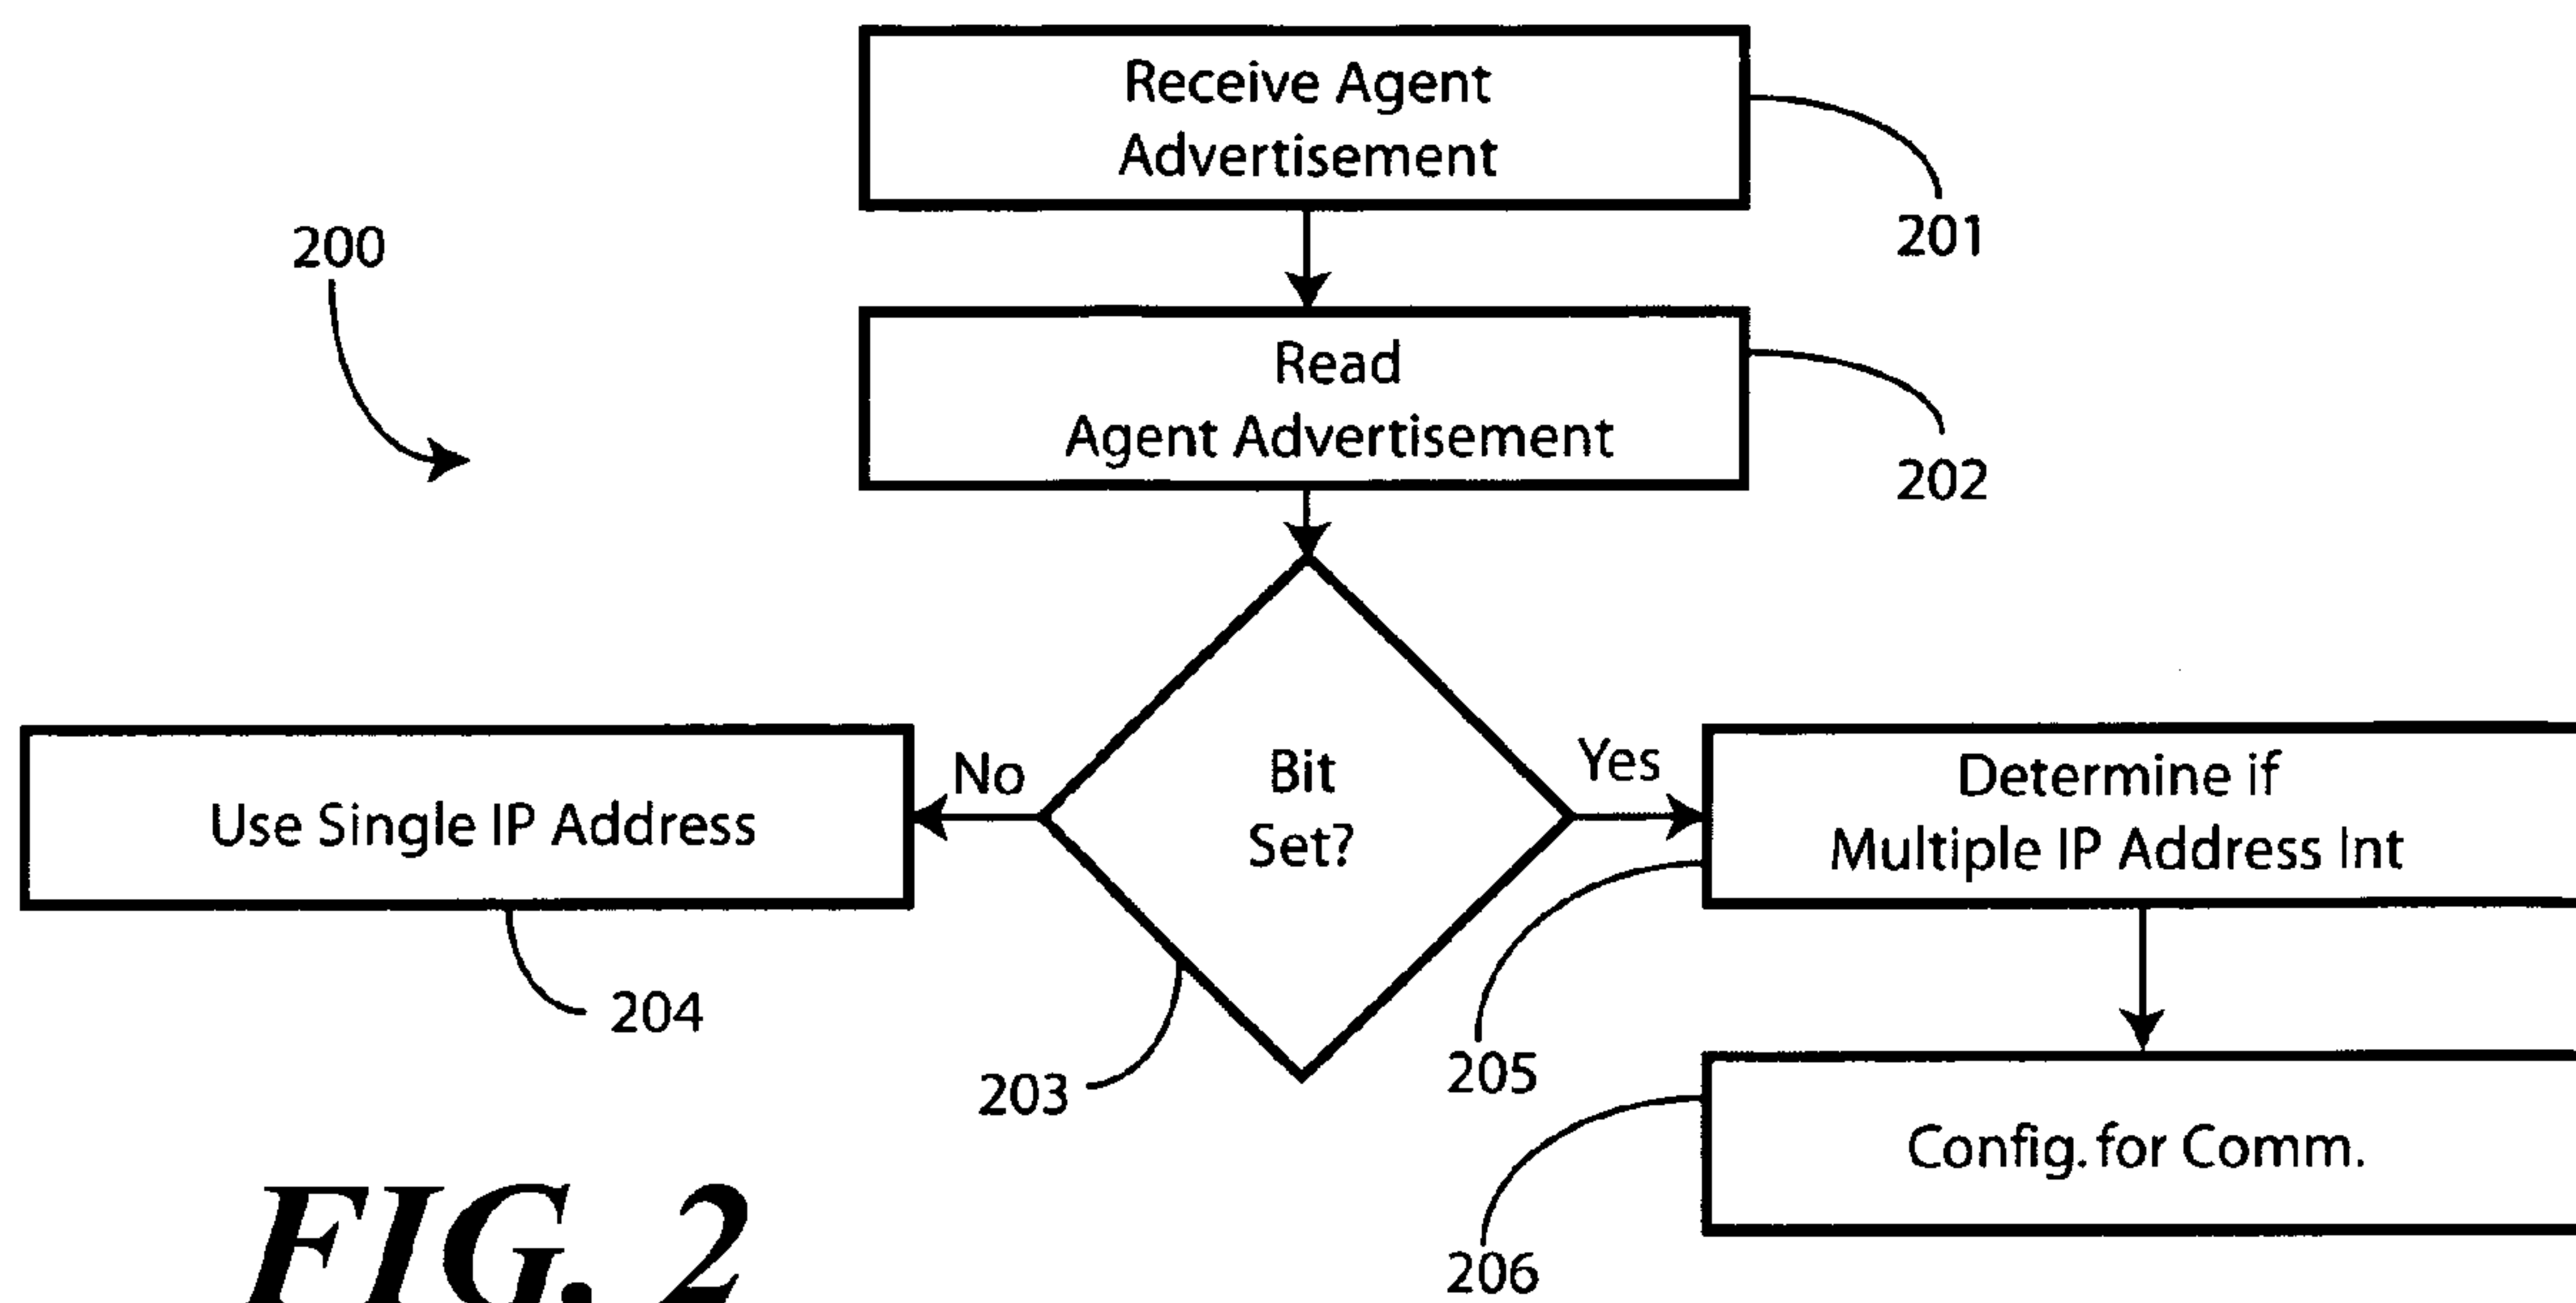 Receive Agent
Advertisement
201
200
Read
Agent Advertisement
202
Bit
Set?
No
Yes
Use Single IP Address
Determine if
Multiple IP Address Int
204
203
205
Config. for Comm.
206
FIG. 2